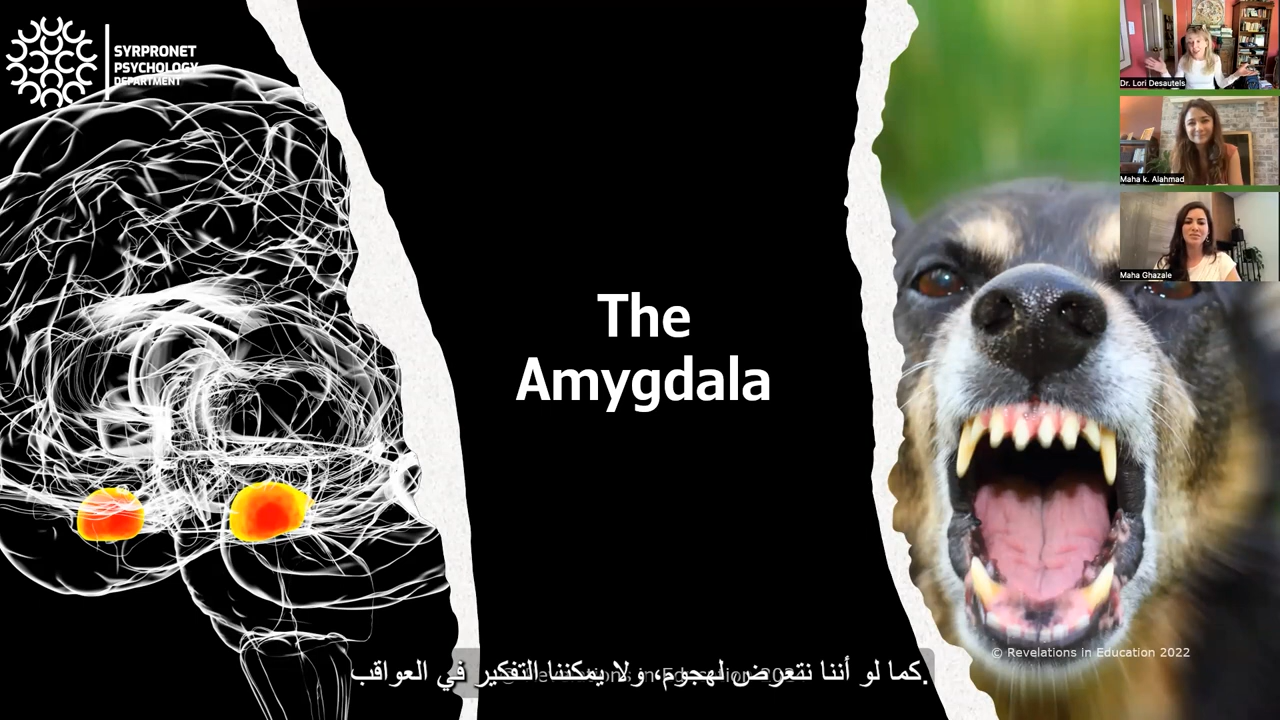 SYRPRONET
PSYCHOLOGY
DEPARTMENT
The
Amygdala
Dr. Lori Desautels
Maha k. Alahmad
Maha Ghazale
© Revelations in Education 2022
كما لو أننا نتعرض لهجوم، ولا يمكننا التفكير في العواقب.